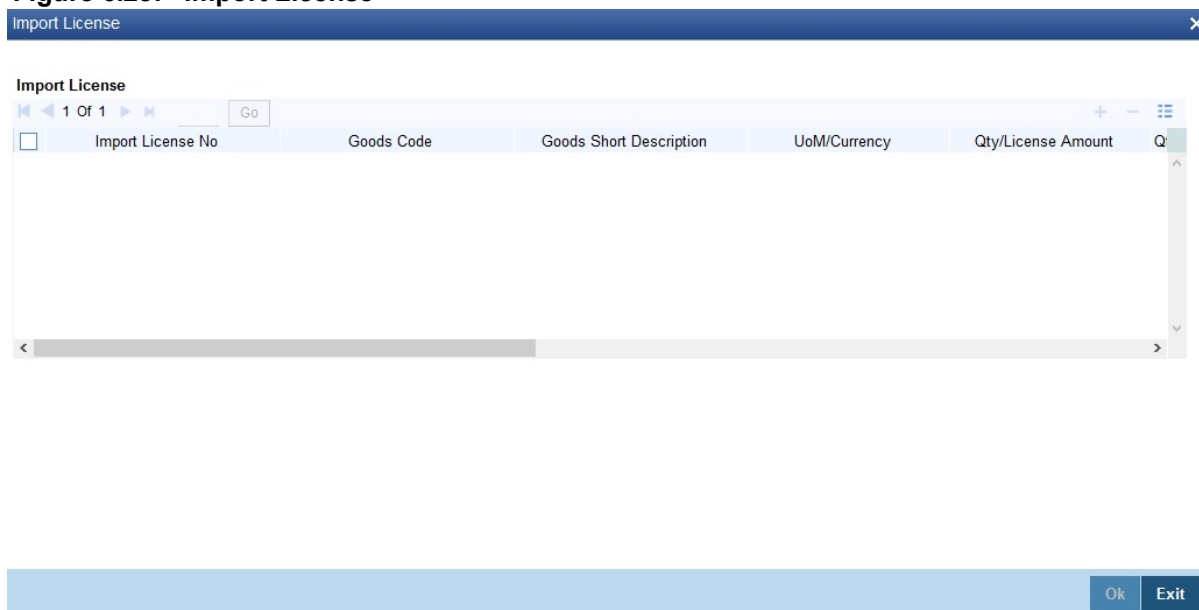 Import License
Import License
1 Of 1 Go
Import License No Goods Code Goods Short Description UoM/Currency Qty/License Amount
Ok Exit